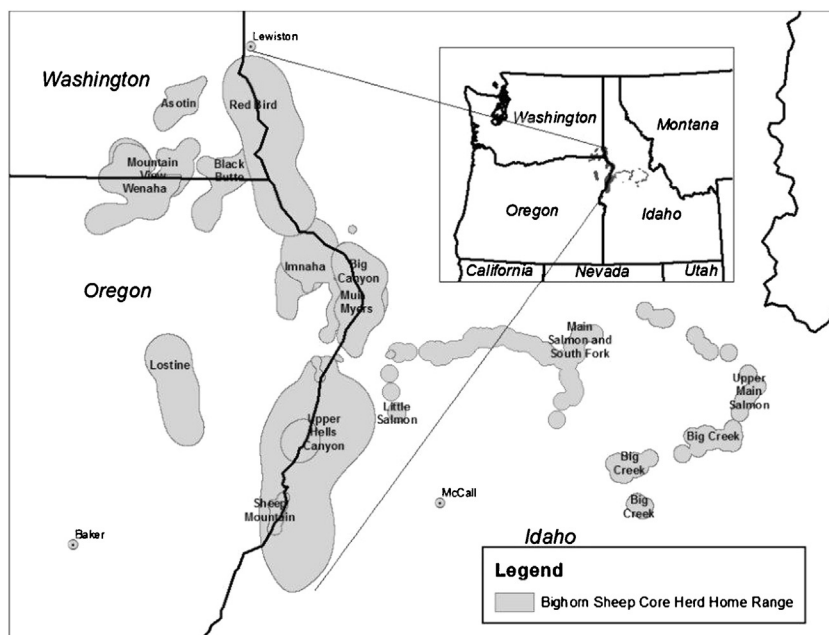 Lewiston
Washington
Asotin
Red Bird
Mountain
View
Wenaha
Black
Butte
Imnaha
Big
Canyon
Muir
Myers
Oregon
Lostine
Upper
Hells
Canyon
Sheep
Mountain
Baker
Little
Salmon
Main
Salmon and
South Fork
Upper
Main
Salmon
Big Creek
Big
Creek
Big
Creek
McCall
Idaho
Washington
Montana
Oregon
Idaho
California
Nevada
Utah
Legend
Bighorn Sheep Core Herd Home Range